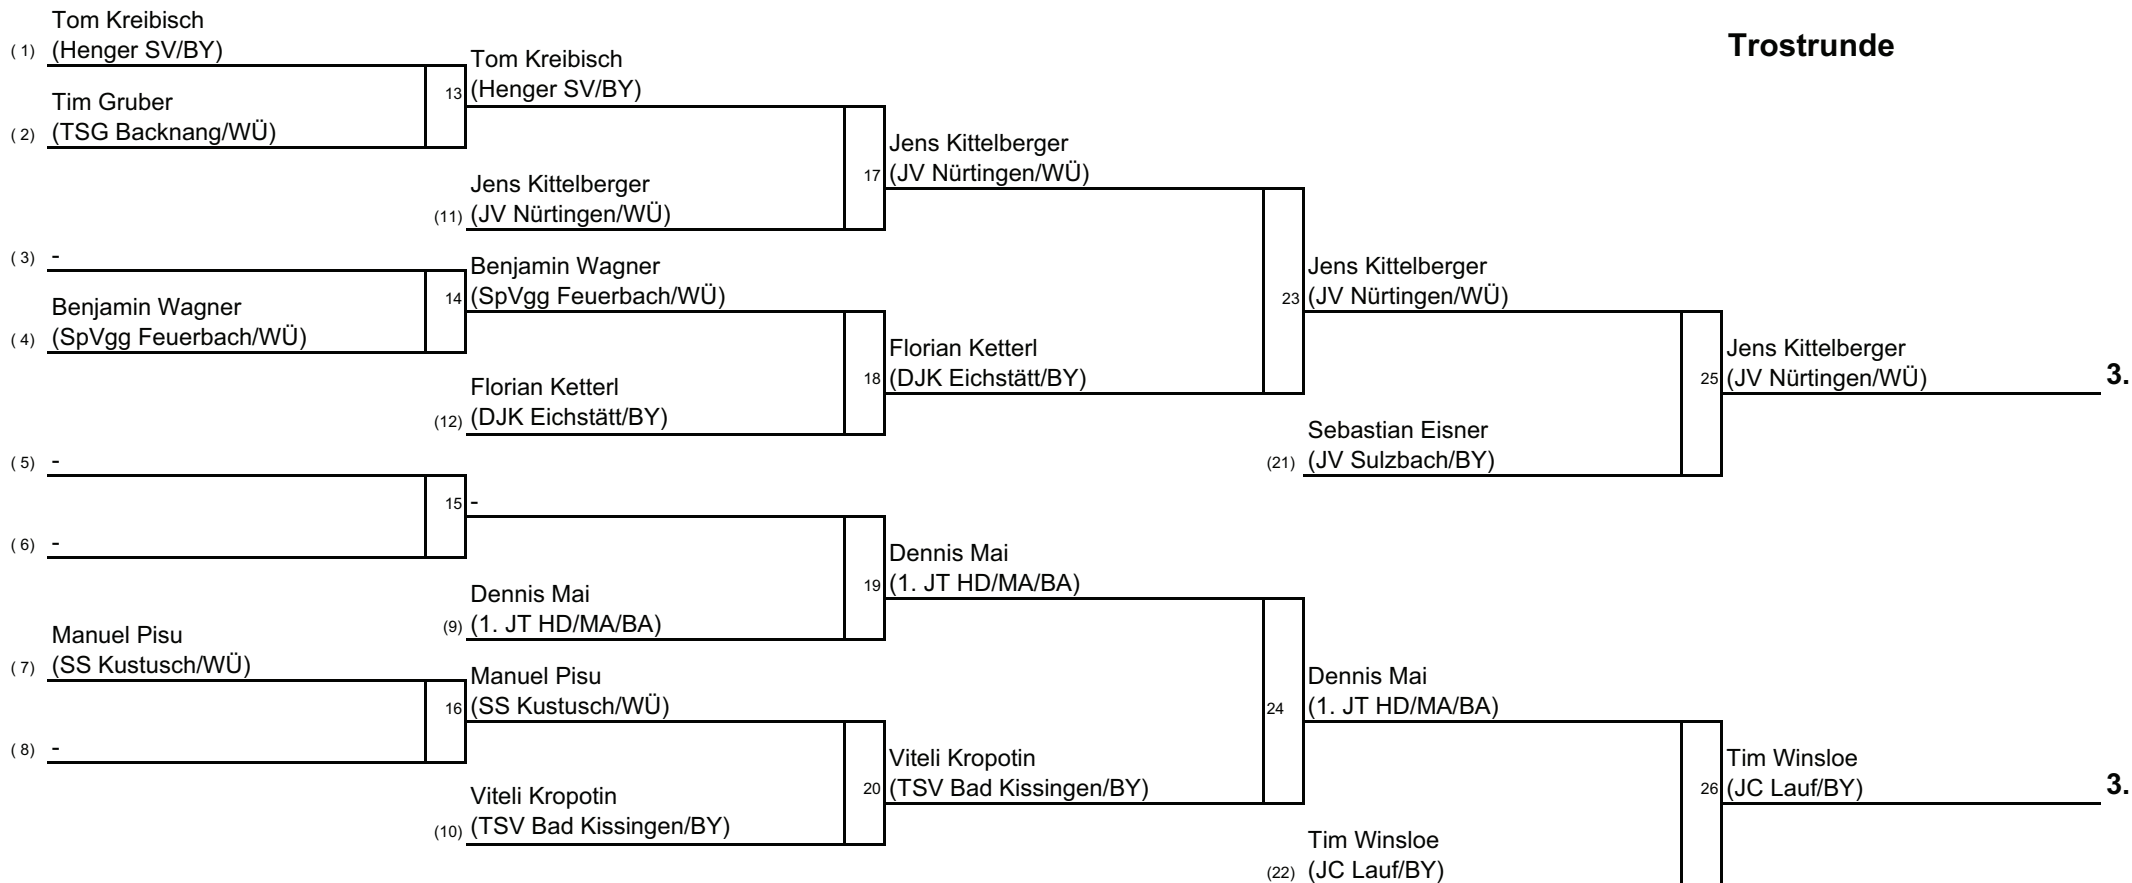 Trostrunde
Tom Kreibisch
( 1) (Henger SV/BY)
Tim Gruber
( 2) (TSG Backnang/WÜ)
( 3) -
Benjamin Wagner
( 4) (SpVgg Feuerbach/WÜ)
( 5) -
( 6) -
Manuel Pisu
( 7) (SS Kustusch/WÜ)
( 8) -
Tom Kreibisch
13 (Henger SV/BY)
Jens Kittelberger
(11) (JV Nürtingen/WÜ)
Benjamin Wagner
14 (SpVgg Feuerbach/WÜ)
Florian Ketterl
(12) (DJK Eichstätt/BY)
15 -
Dennis Mai
(9) (1. JT HD/MA/BA)
Manuel Pisu
16 (SS Kustusch/WÜ)
Viteli Kropotin
(10) (TSV Bad Kissingen/BY)
Jens Kittelberger
17 (JV Nürtingen/WÜ)
Florian Ketterl
18 (DJK Eichstätt/BY)
Dennis Mai
19 (1. JT HD/MA/BA)
Viteli Kropotin
20 (TSV Bad Kissingen/BY)
Jens Kittelberger
23 (JV Nürtingen/WÜ)
Sebastian Eisner
(21) (JV Sulzbach/BY)
Dennis Mai
24 (1. JT HD/MA/BA)
Tim Winsloe
(22) (JC Lauf/BY)
Jens Kittelberger
25 (JV Nürtingen/WÜ) 3.
Tim Winsloe
26 (JC Lauf/BY) 3.